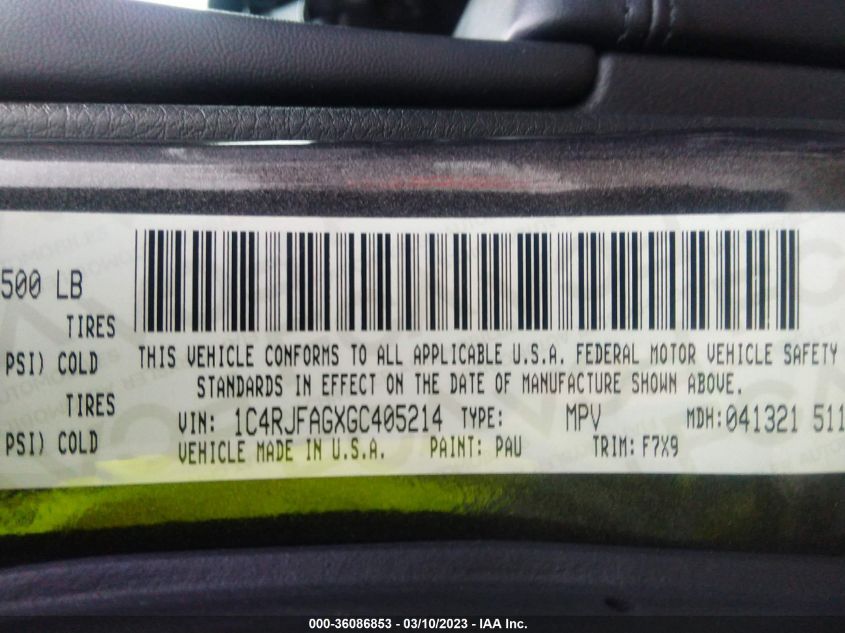 500 LB
TIRES
PSI) COLD
TIRES
PSI) COLD
THIS VEHICLE CONFORMS TO ALL APPLICABLE U.S.A. FEDERAL MOTOR VEHICLE SAFETY
STANDARDS IN EFFECT ON THE DATE OF MANUFACTURE SHOWN ABOVE.
VIN: 1C4RJFAGXGC405214 TYPE: MPV MDH:041321 511
VEHICLE MADE IN U.S.A. PAINT: PAU TRIM: F7X9
000-36086853 — 03/10/2023 — IAA Inc.